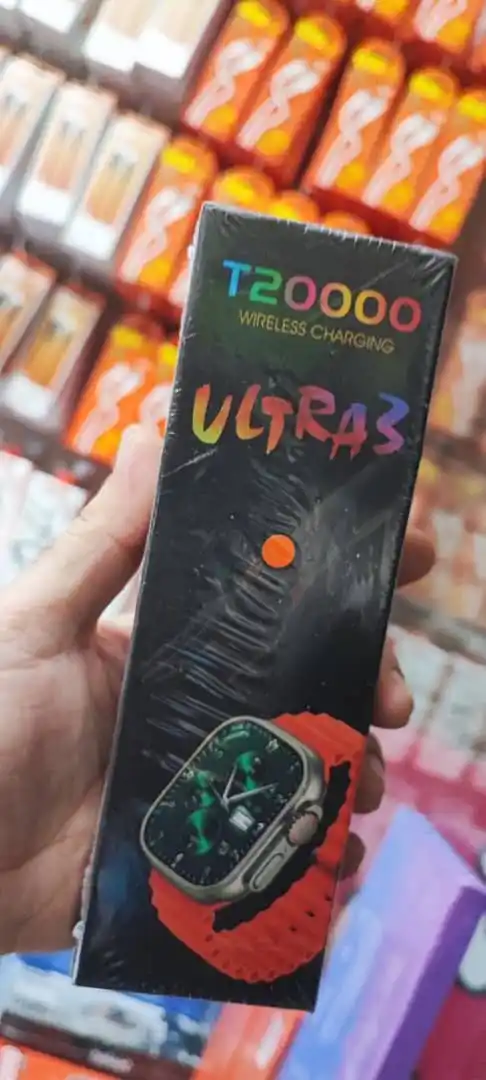 T20000
WIRELESS CHARGING
ULTRA3